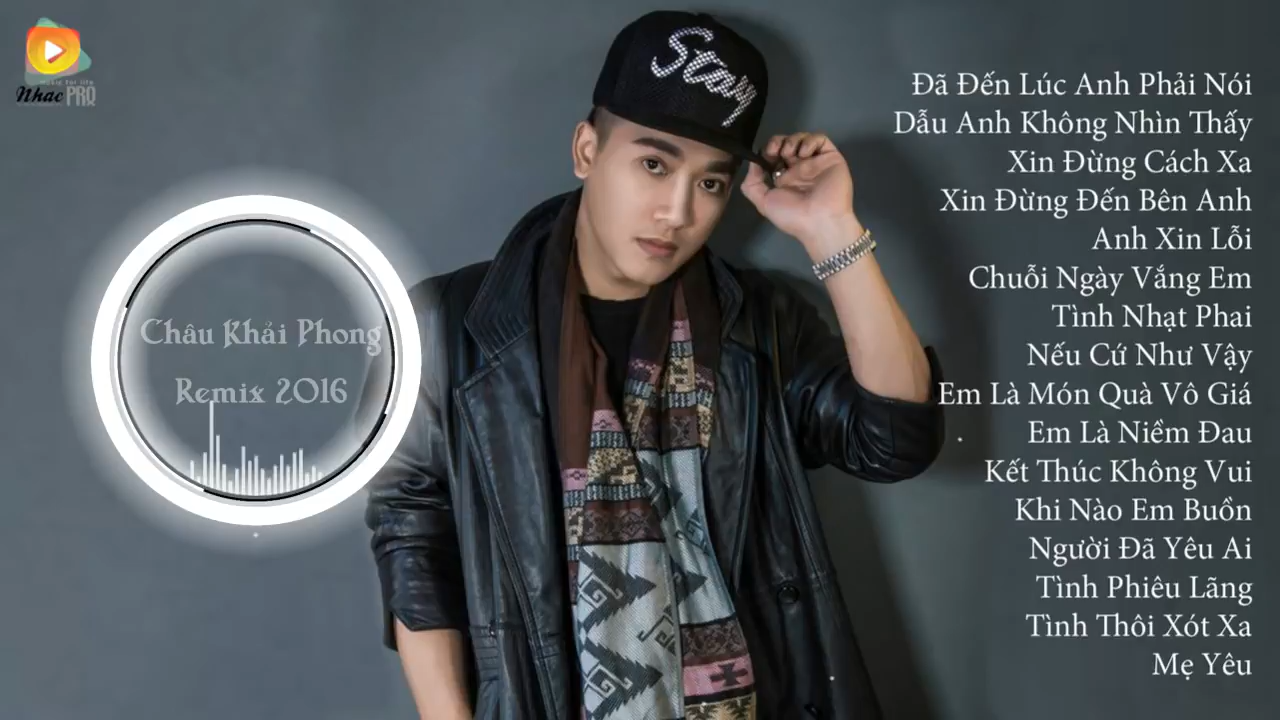 Music for life
Nhac PRO
Stay
Châu Khải Phong
Remix 2016
Đã Đến Lúc Anh Phải Nói
Dẫu Anh Không Nhìn Thấy
Xin Đừng Cách Xa
Xin Đừng Đến Bên Anh
Anh Xin Lỗi
Chuỗi Ngày Vắng Em
Tình Nhạt Phai
Nếu Cứ Như Vậy
Em Là Món Quà Vô Giá
Em Là Niềm Đau
Kết Thúc Không Vui
Khi Nào Em Buồn
Người Đã Yêu Ai
Tình Phiêu Lãng
Tình Thôi Xót Xa
Mẹ Yêu